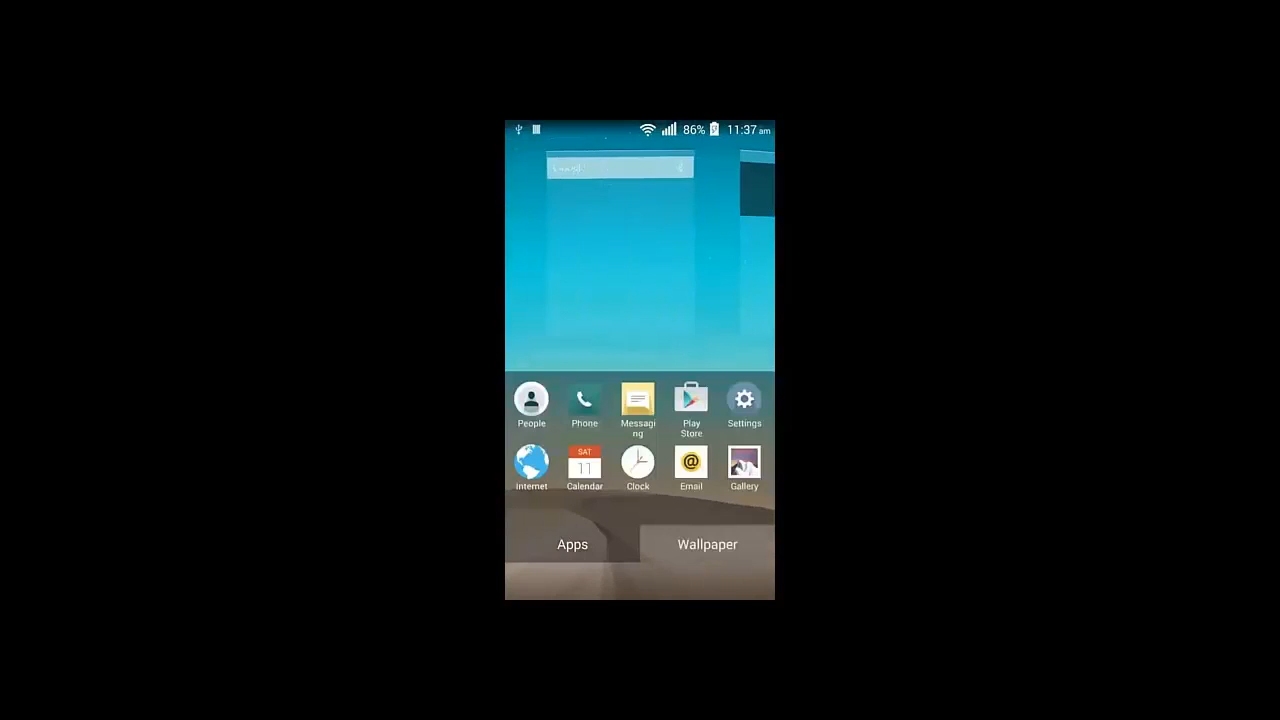 86% 11:37 am
People Phone Messagi
ng Play
Store Settings
SAT
11
@
Internet Calendar Clock Email Gallery
Apps Wallpaper